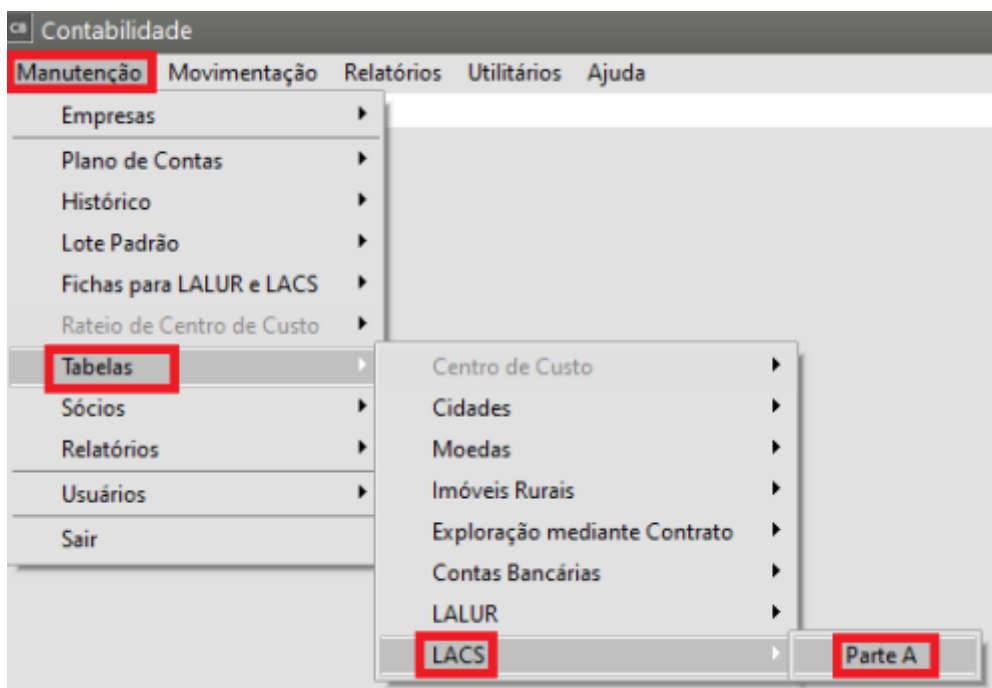 CB Contabilidade
Manutenção Movimentação Relatórios Utilitários Ajuda
Empresas
Plano de Contas
Histórico
Lote Padrão
Fichas para LALUR e LACS
Rateio de Centro de Custo
Tabelas
Sócios
Relatórios
Usuários
Sair
Centro de Custo
Cidades
Moedas
Imóveis Rurais
Exploração mediante Contrato
Contas Bancárias
LALUR
LACS
Parte A